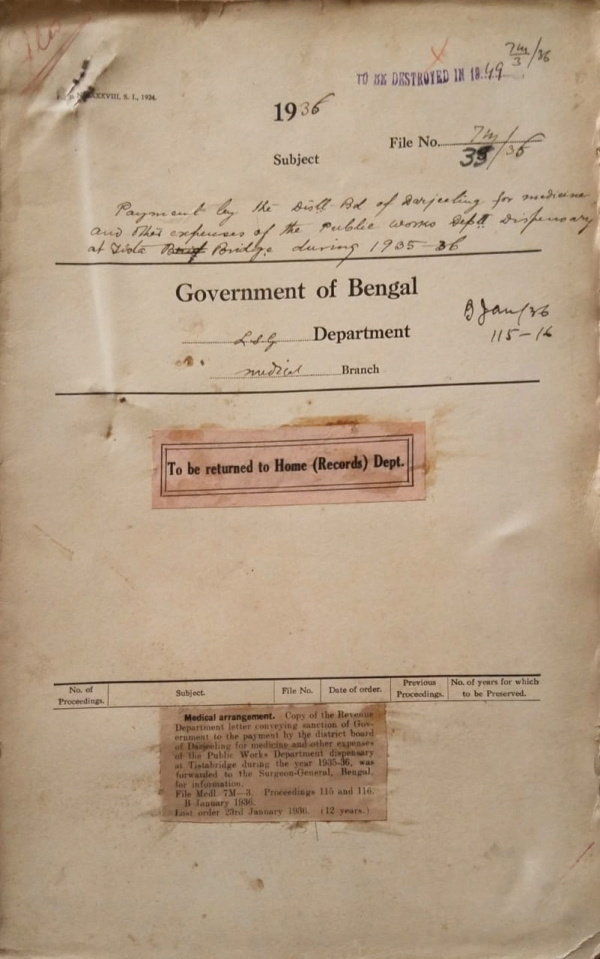 7M/3/36
TO BE DESTROYED IN 1949
XXXVIII, S. I., 1924.
1936
File No. 7M/
/36
Subject
Payment by the Distt. Bd of Darjeeling for medicine
and other expenses of the Public works Deptt Dispensary
at Tista Bridge during 1935-36
Government of Bengal
L.S.G Department
medical Branch
B Jan/36
115-16
To be returned to Home (Records) Dept.
No. of Proceedings. Subject. File No. Date of order. Previous Proceedings. No. of years for which to be Preserved.
Medical arrangement. Copy of the Revenue
Department letter conveying sanction of Gov-
ernment to the payment by the district board
of Darjeeling for medicine and other expenses
of the Public Works Department dispensary
at Tistabridge during the year 1935-36, was
forwarded to the Surgeon-General, Bengal,
for information.
File Medl. 7M—3. Proceedings 115 and 116.
B January 1936.
Last order 23rd January 1936. (12 years.)